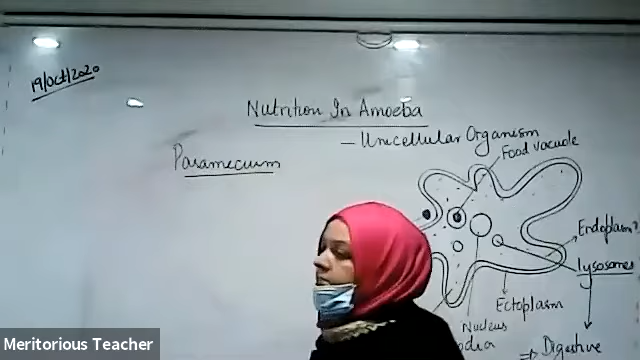 19/Oct/2020
Nutrition In Amoeba
– Unicellular Organism
Food vacuole
Paramecium
Endoplasm
lysosomes
Ectoplasm
Nucleus
Digestive
Meritorious Teacher